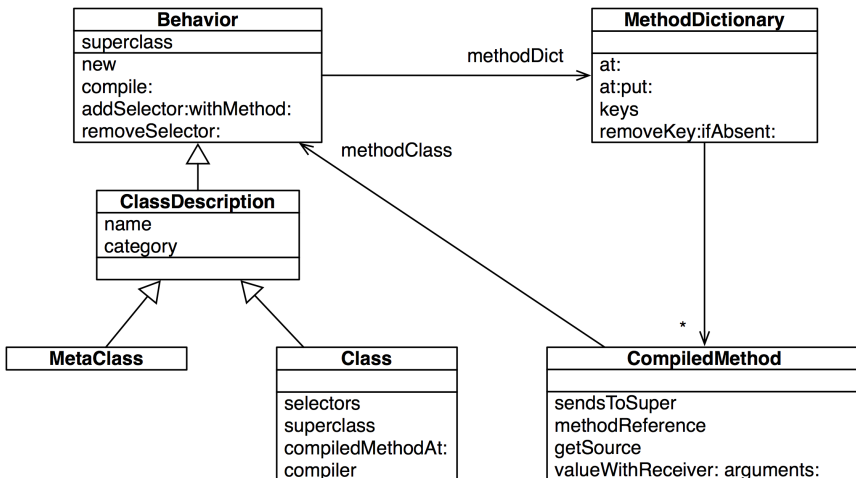 Behavior
superclass
new
compile:
addSelector:withMethod:
removeSelector:
methodDict
MethodDictionary
at:
at:put:
keys
removeKey:ifAbsent:
methodClass
ClassDescription
name
category
*
MetaClass
Class
selectors
superclass
compiledMethodAt:
compiler
CompiledMethod
sendsToSuper
methodReference
getSource
valueWithReceiver: arguments: